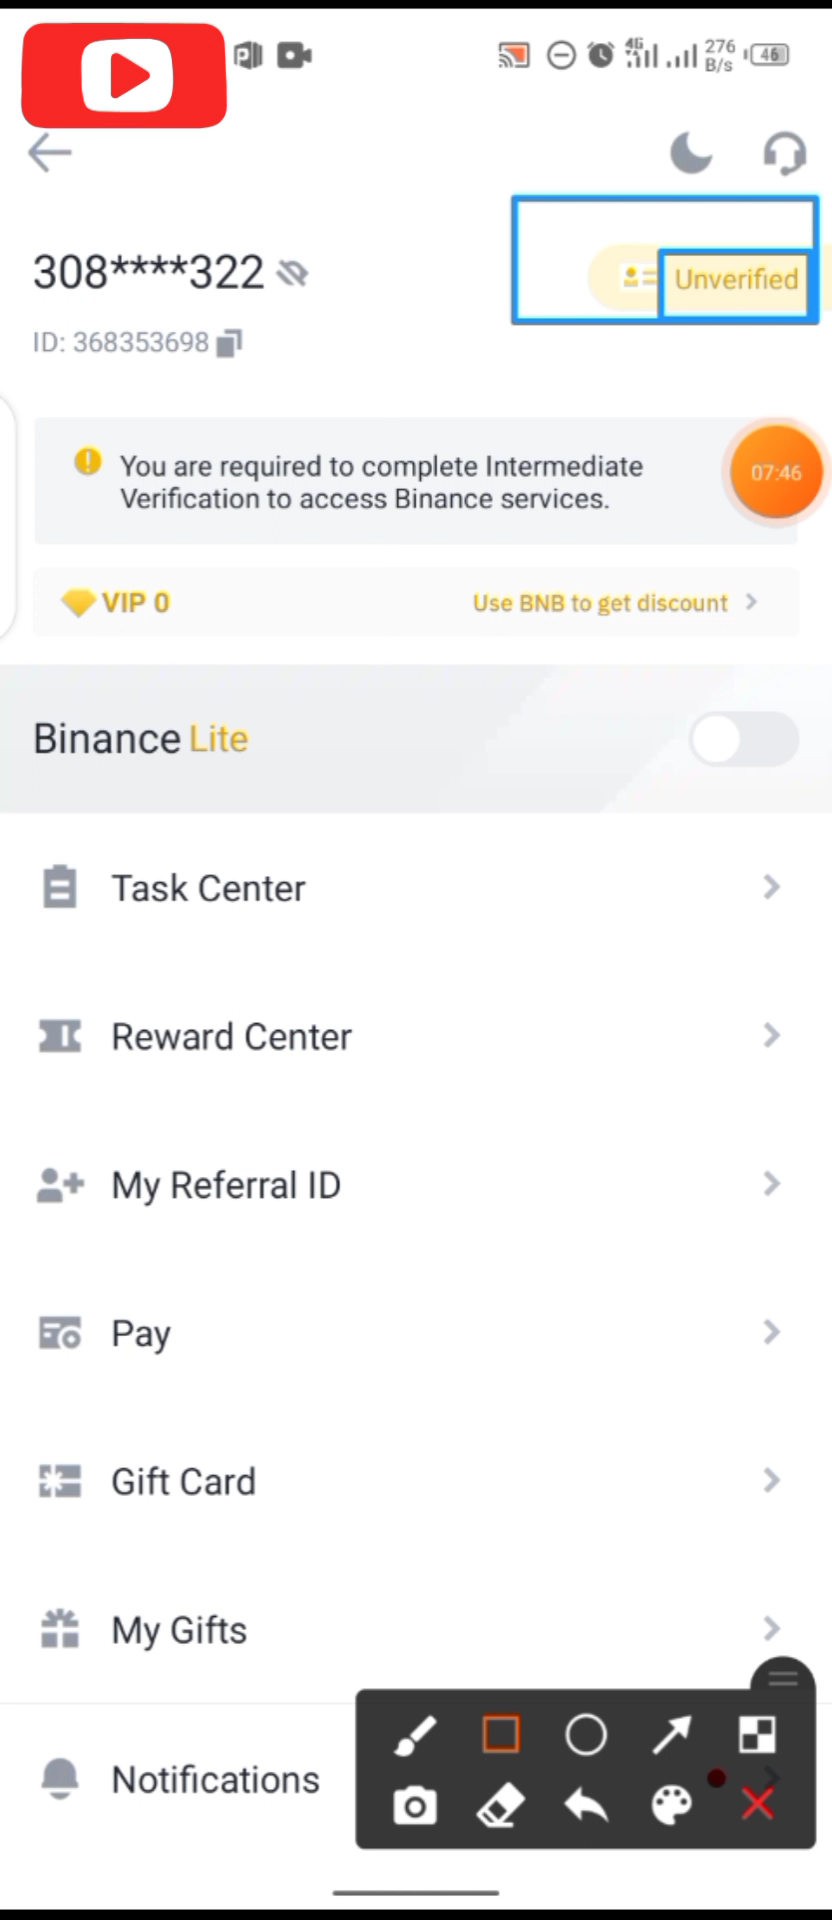 4G
276
B/s
46
308****322
Unverified
ID: 368353698
You are required to complete Intermediate
Verification to access Binance services.
07:46
VIP 0
Use BNB to get discount
Binance Lite
Task Center
Reward Center
My Referral ID
Pay
Gift Card
My Gifts
Notifications